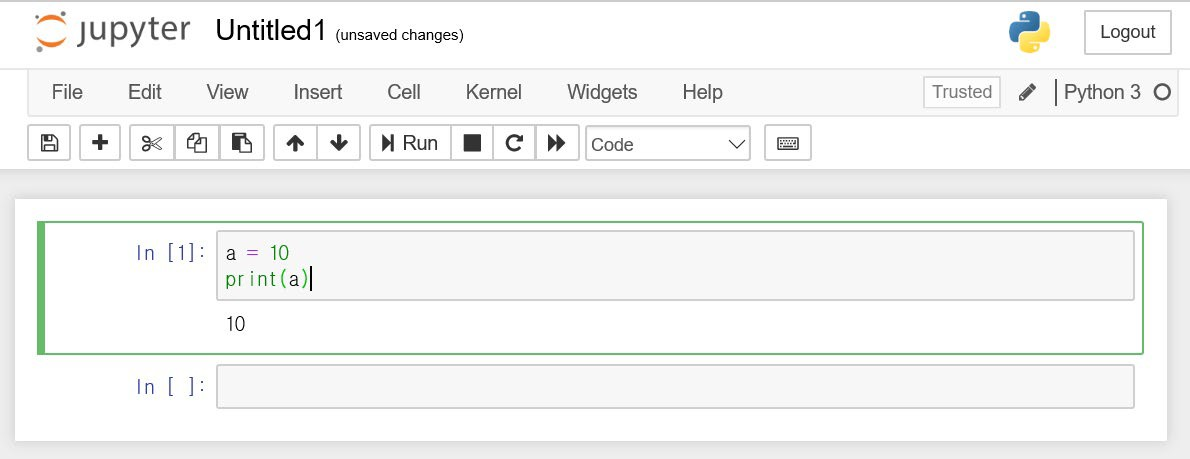 jupyter Untitled1 (unsaved changes) Logout
File Edit View Insert Cell Kernel Widgets Help Trusted Python 3
Run Code
In [1]: a = 10
print(a)
10
In [ ]: